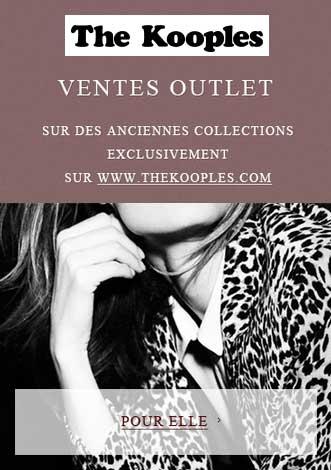 The Kooples
VENTES OUTLET
SUR DES ANCIENNES COLLECTIONS
EXCLUSIVEMENT
SUR WWW.THEKOOPLES.COM
POUR ELLE ›